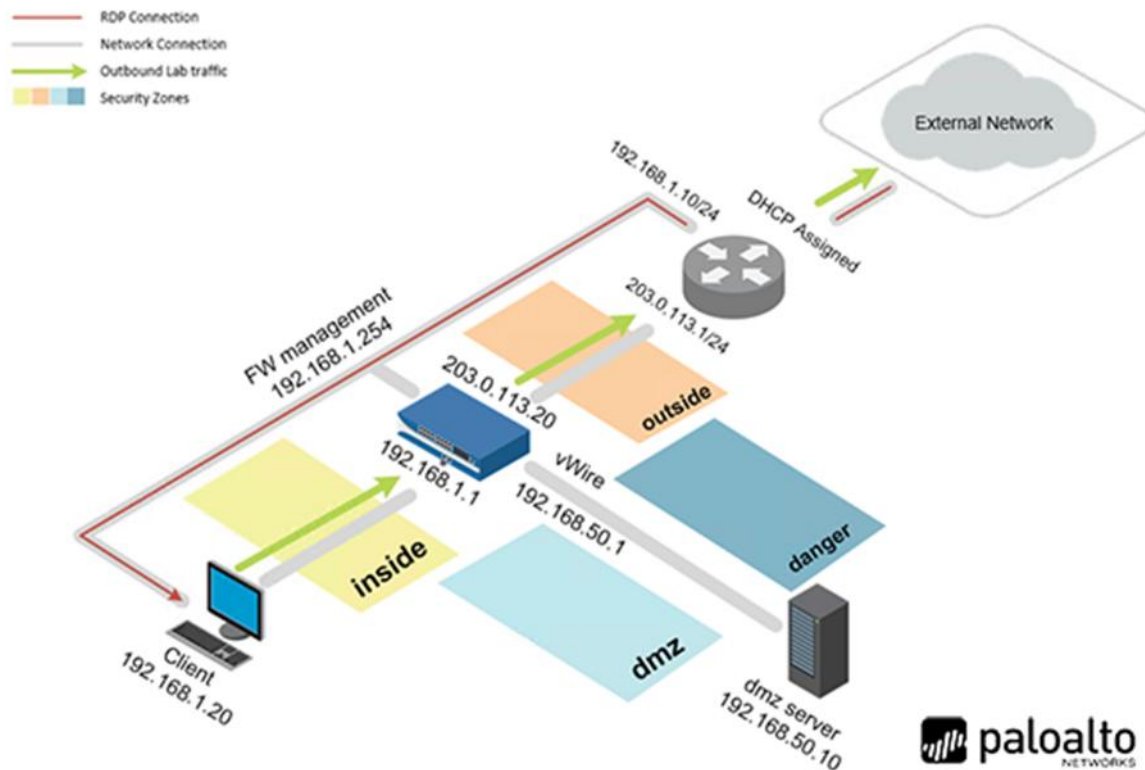 RDP Connection
Network Connection
Outbound Lab traffic
Security Zones
External Network
192.168.1.10/24
DHCP Assigned
203.0.113.1/24
FW management
192.168.1.254
203.0.113.20
outside
192.168.1.1
vWire
192.168.50.1
danger
inside
dmz
Client
192.168.1.20
dmz server
192.168.50.10
paloalto
NETWORKS